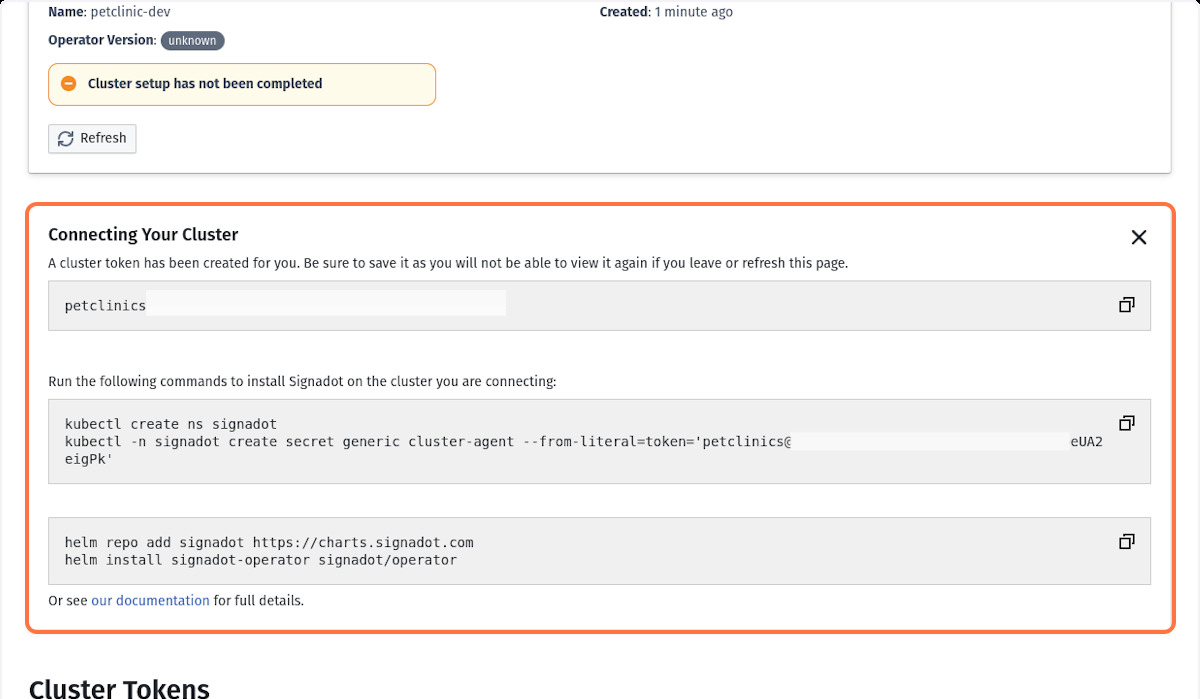 Name: petclinic-dev
Created: 1 minute ago
Operator Version: unknown
Cluster setup has not been completed
Refresh
Connecting Your Cluster
A cluster token has been created for you. Be sure to save it as you will not be able to view it again if you leave or refresh this page.
petclinics
Run the following commands to install Signadot on the cluster you are connecting:
kubectl create ns signadot
kubectl -n signadot create secret generic cluster-agent --from-literal=token='petclinics@ eUA2
eigPk'
helm repo add signadot https://charts.signadot.com
helm install signadot-operator signadot/operator
Or see our documentation for full details.
Cluster Tokens